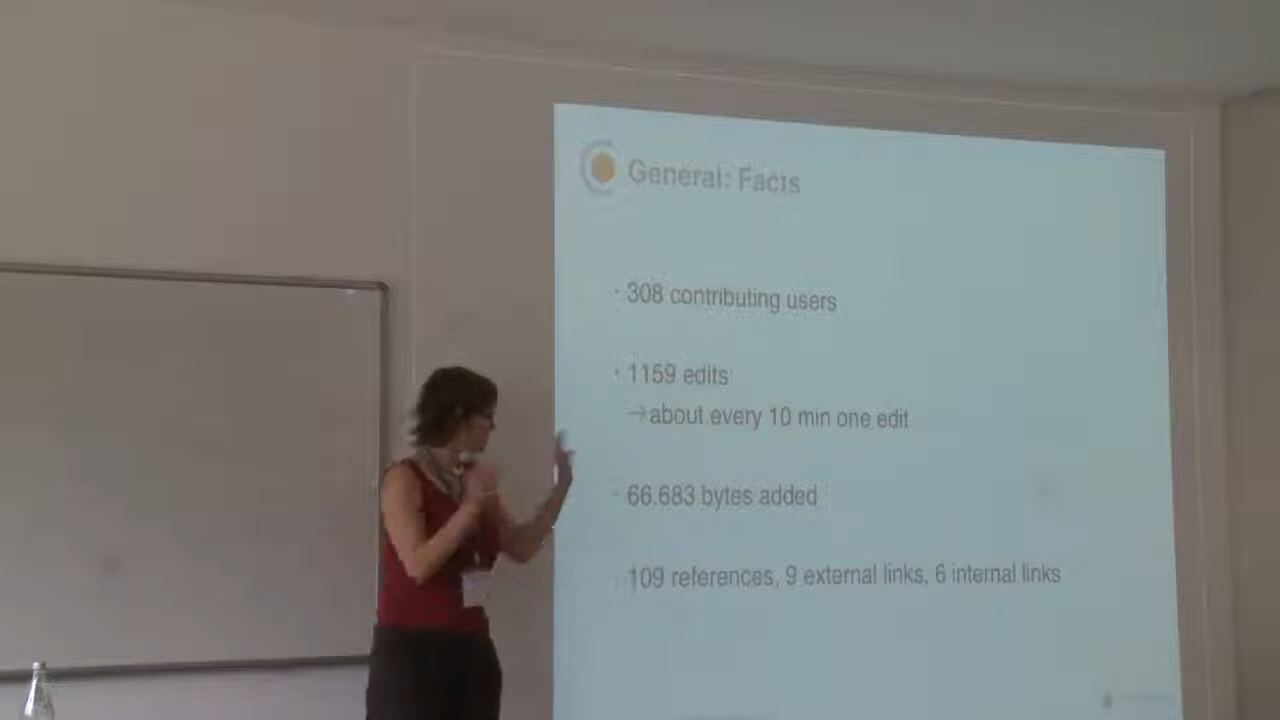 General: Facts
308 contributing users
1159 edits
→about every 10 min one edit
66.683 bytes added
109 references, 9 external links, 6 internal links